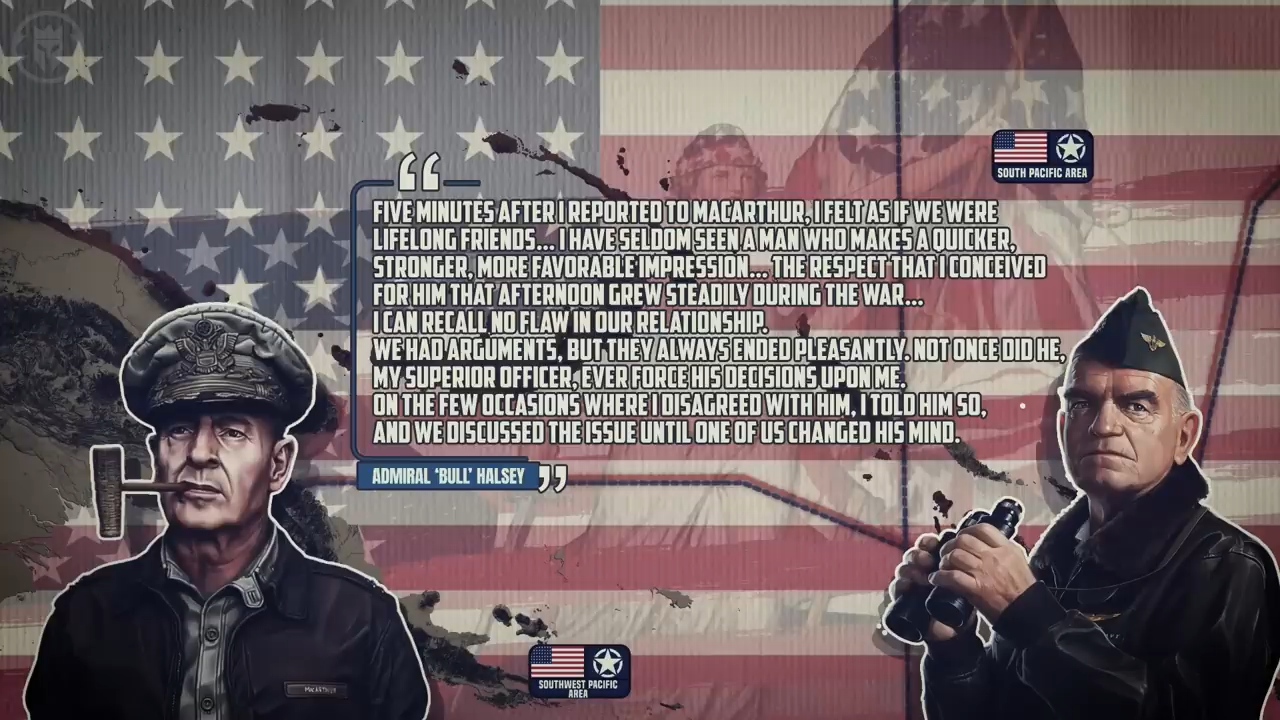 SOUTH PACIFIC AREA
“
FIVE MINUTES AFTER I REPORTED TO MACARTHUR, I FELT AS IF WE WERE
LIFELONG FRIENDS... I HAVE SELDOM SEEN A MAN WHO MAKES A QUICKER,
STRONGER, MORE FAVORABLE IMPRESSION... THE RESPECT THAT I CONCEIVED
FOR HIM THAT AFTERNOON GREW STEADILY DURING THE WAR...
I CAN RECALL NO FLAW IN OUR RELATIONSHIP.
WE HAD ARGUMENTS, BUT THEY ALWAYS ENDED PLEASANTLY. NOT ONCE DID HE,
MY SUPERIOR OFFICER, EVER FORCE HIS DECISIONS UPON ME.
ON THE FEW OCCASIONS WHERE I DISAGREED WITH HIM, I TOLD HIM SO,
AND WE DISCUSSED THE ISSUE UNTIL ONE OF US CHANGED HIS MIND.
ADMIRAL ‘BULL’ HALSEY ”
SOUTHWEST PACIFIC
AREA
MACARTHUR